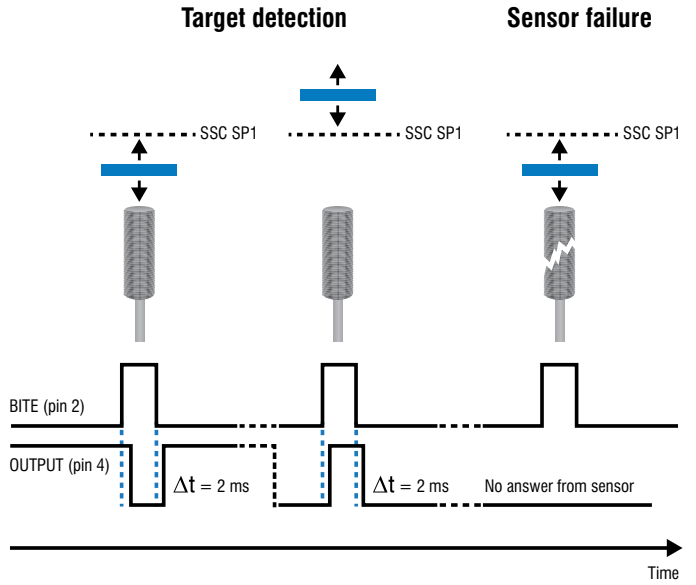 Target detection
Sensor failure
SSC SP1
SSC SP1
SSC SP1
BITE (pin 2)
OUTPUT (pin 4)
Δt = 2 ms
Δt = 2 ms
No answer from sensor
Time